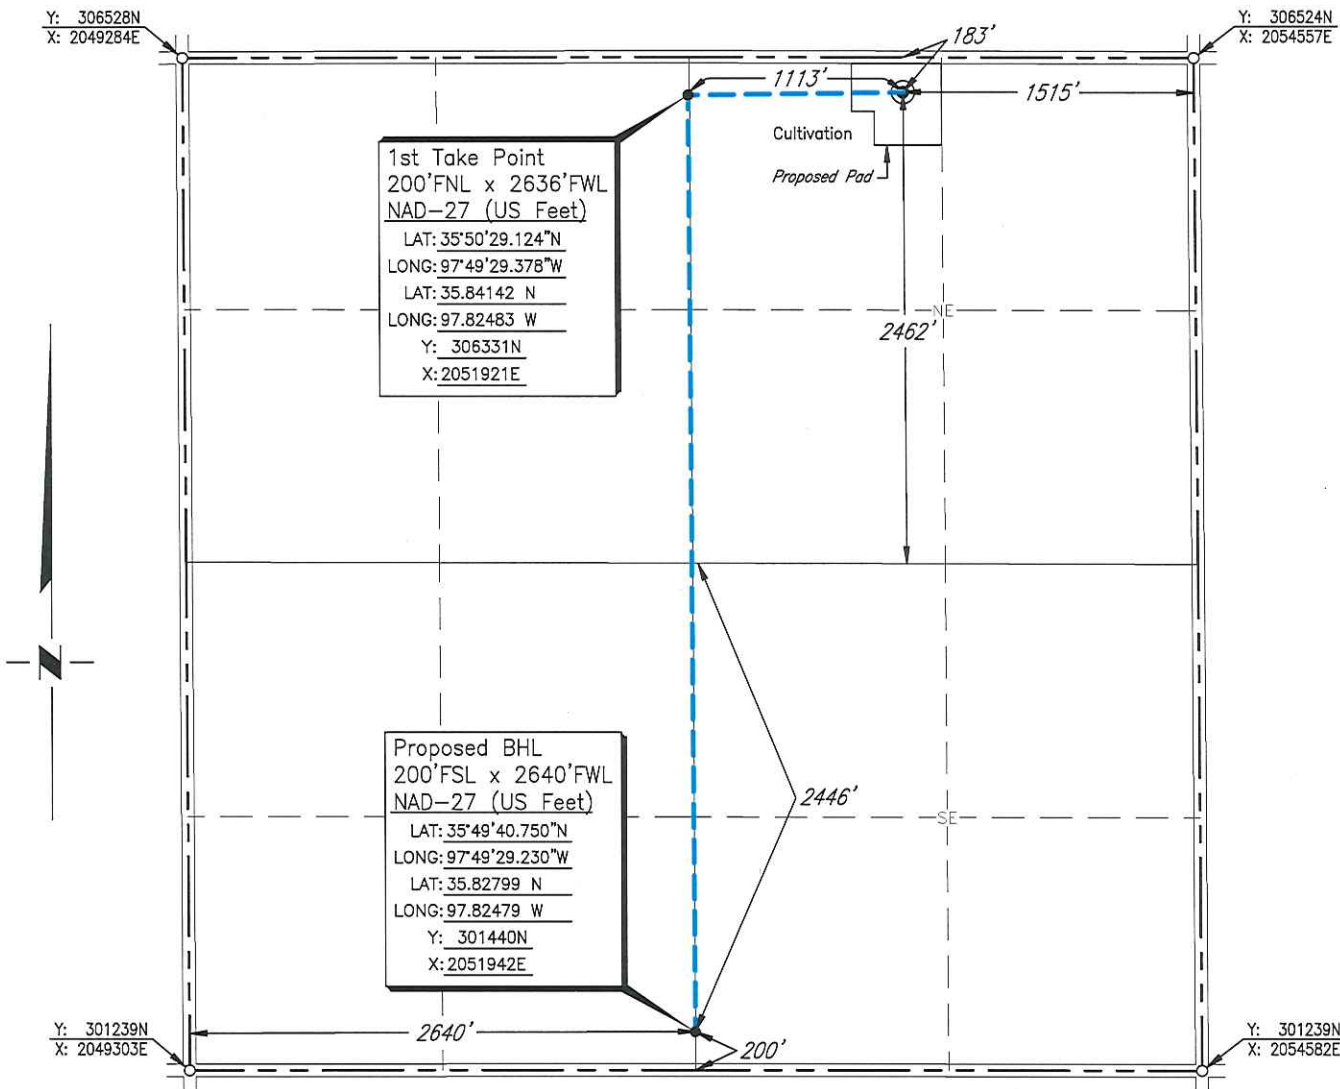 Y: 306528N
X: 2049284E
Y: 306524N
X: 2054557E
183'
1113'
1515'
Cultivation
Proposed Pad
1st Take Point
200'FNL x 2636'FWL
NAD-27 (US Feet)
LAT: 35°50'29.124"N
LONG: 97°49'29.378"W
LAT: 35.84142 N
LONG: 97.82483 W
Y: 306331N
X: 2051921E
NE
2462'
N
Proposed BHL
200'FSL x 2640'FWL
NAD-27 (US Feet)
LAT: 35°49'40.750"N
LONG: 97°49'29.230"W
LAT: 35.82799 N
LONG: 97.82479 W
Y: 301440N
X: 2051942E
2446'
SE
2640'
200'
Y: 301239N
X: 2049303E
Y: 301239N
X: 2054582E